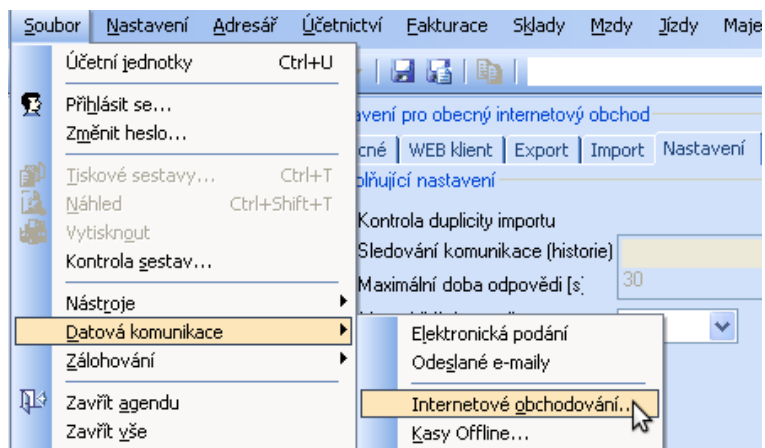 Soubor Nastavení Adresář Účetnictví Fakturace Sklady Mzdy Jízdy Maje
Účetní jednotky Ctrl+U
Přihlásit se...
Změnit heslo...
Tiskové sestavy... Ctrl+T
Náhled Ctrl+Shift+T
Vytisknout
Kontrola sestav...
Nástroje
Datová komunikace
Zálohování
Zavřít agendu
Zavřít vše
avení pro obecný internetový obchod
cné WEB klient Export Import Nastavení
olňující nastavení
Kontrola duplicity importu
Sledování komunikace (historie)
Maximální doba odpovědi [s] 30
Elektronická podání
Odeslané e-maily
Internetové obchodování...
Kasy Offline...